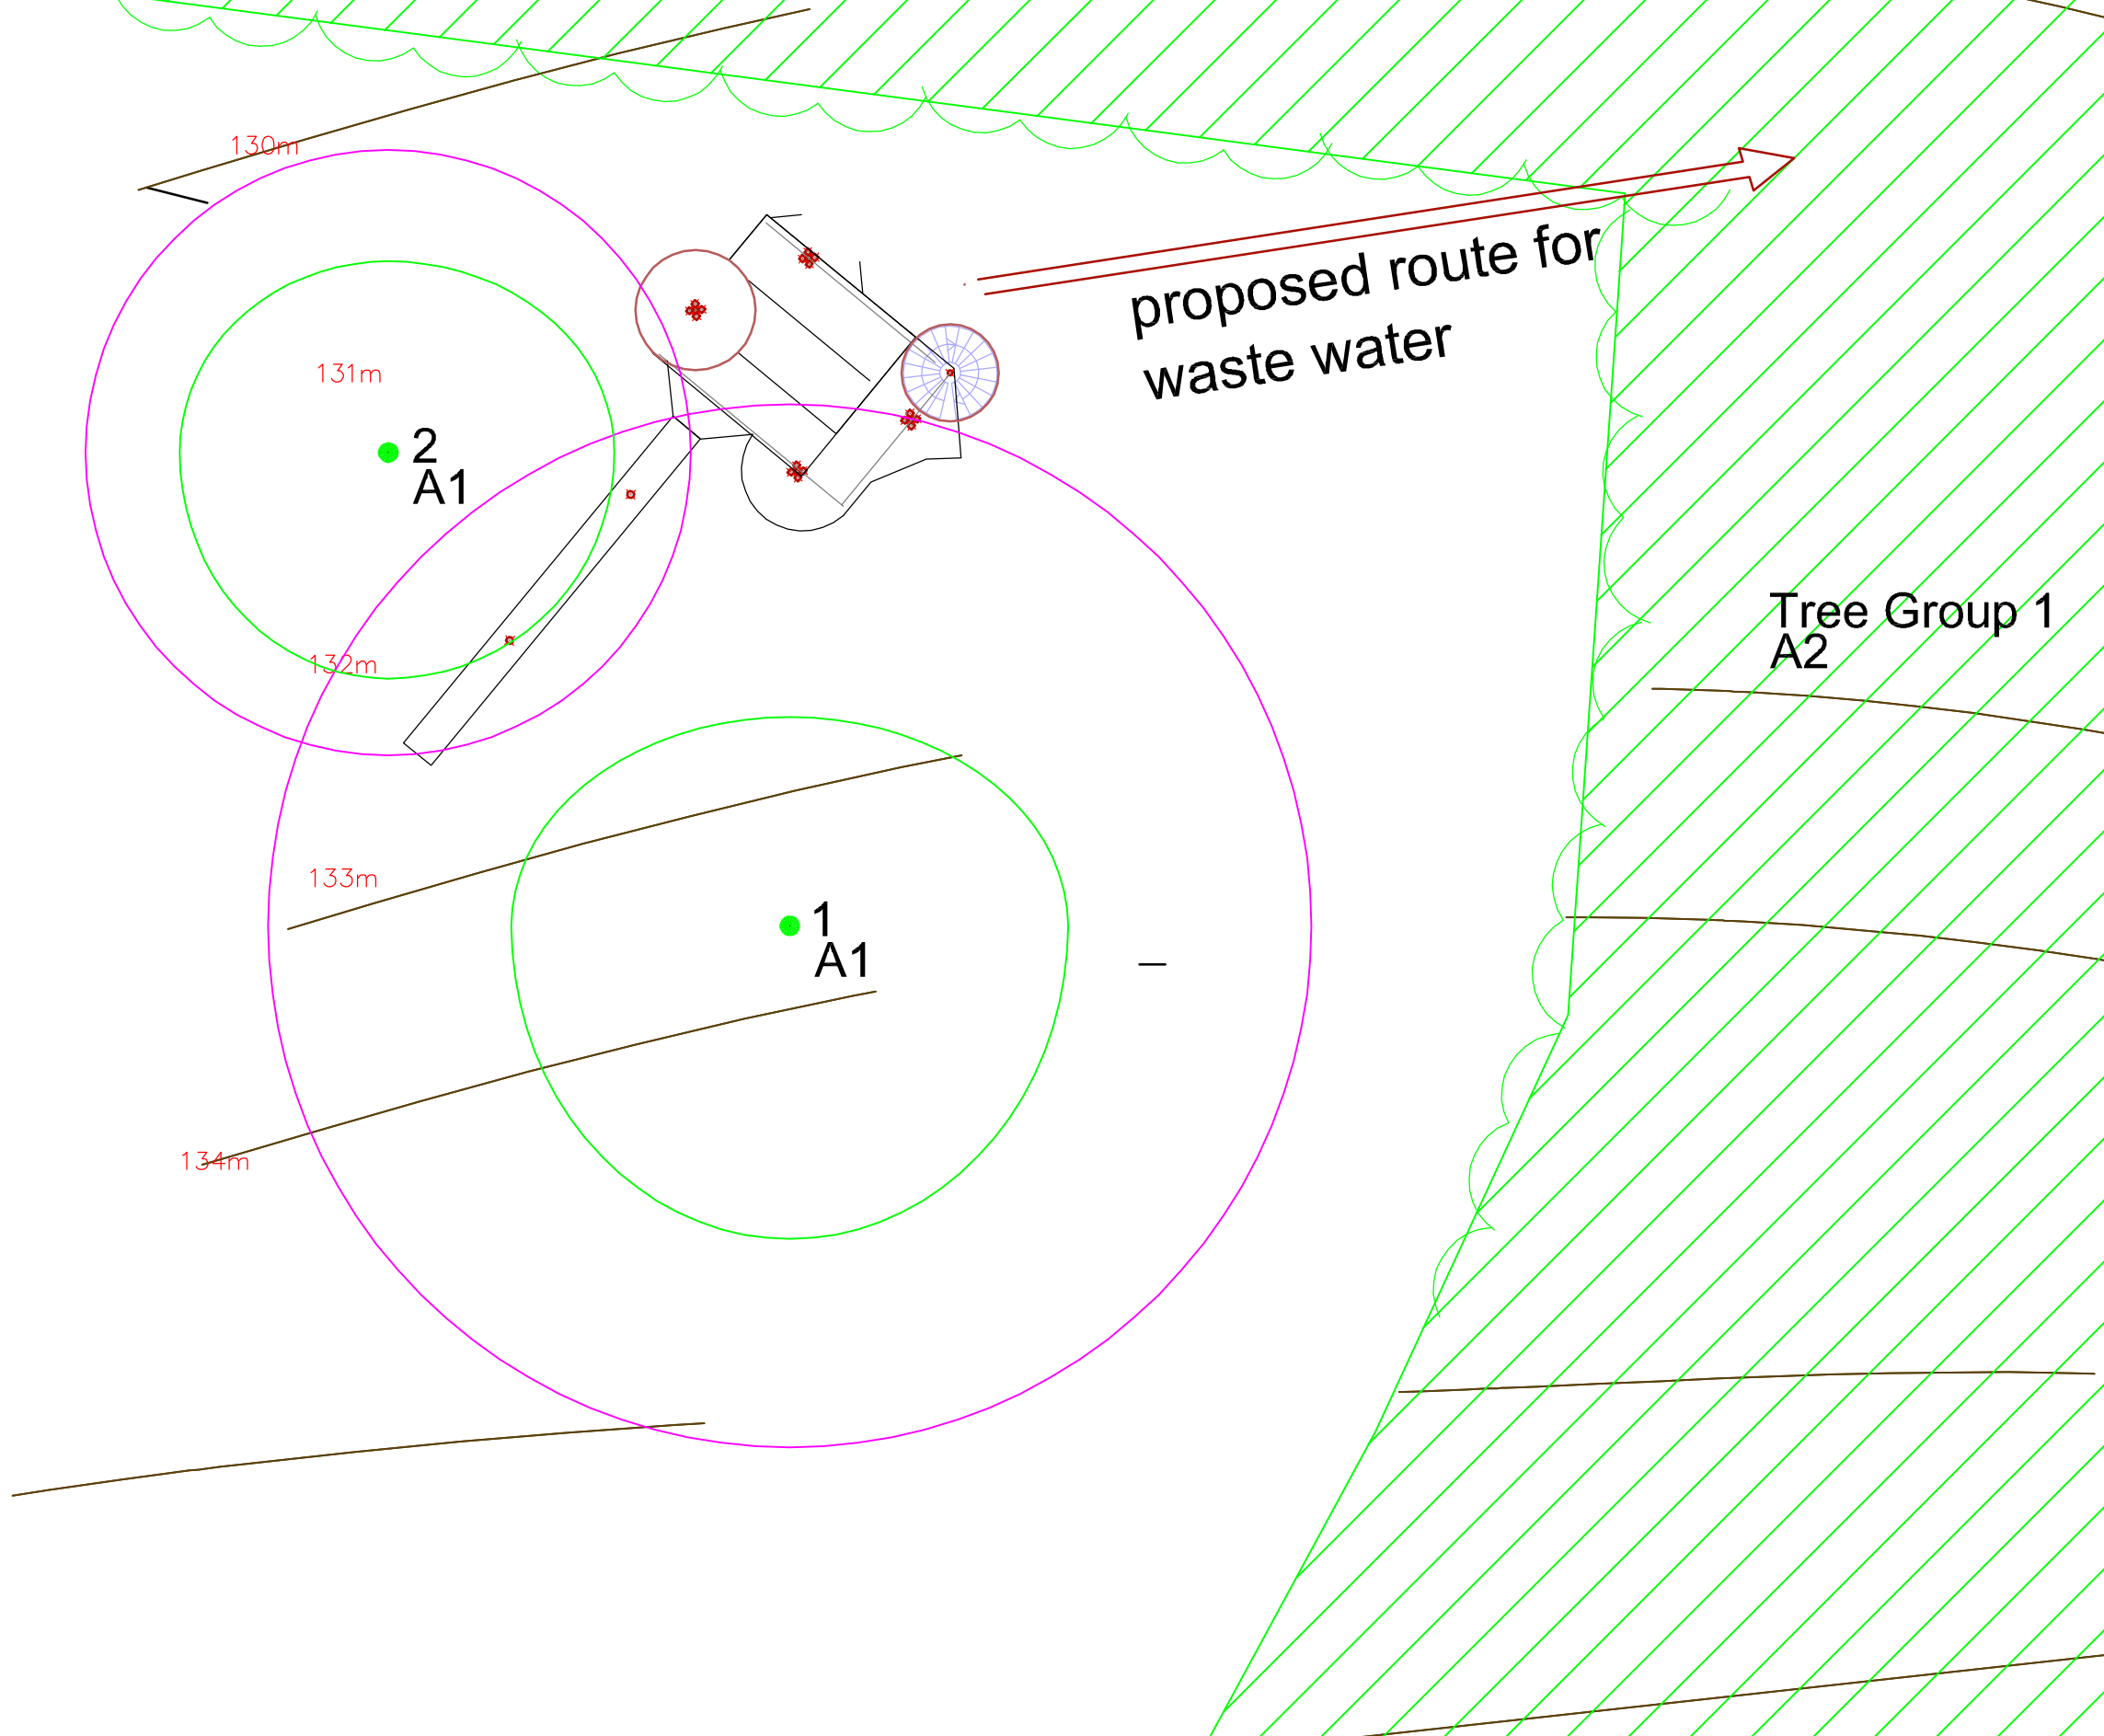 130m
proposed route for
waste water
131m
2
A1
Tree Group 1
A2
132m
133m
1
A1
134m